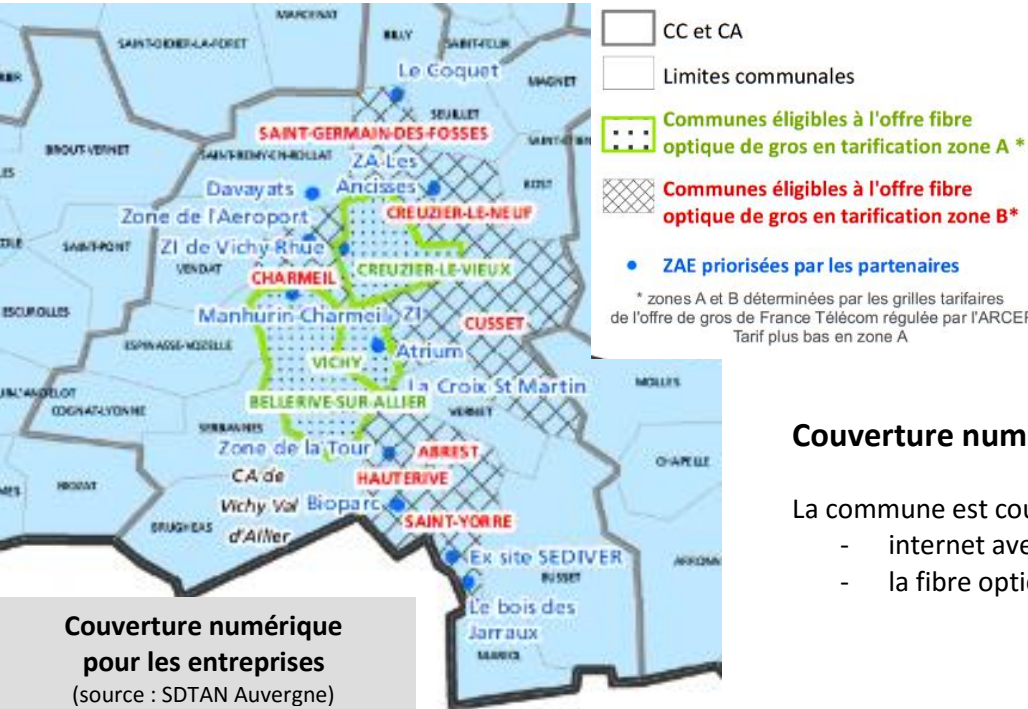 MARCENAT
SAINT-DIDIER-LA-FORET
BILLY
SAINT-FELIX
Le Coquet
MAGNET
SEUILLET
SAINT-GERMAIN-DES-FOSSES
BROUT-VERNET
SAINT-REMY-EN-ROLLAT
ZA Les
Ancisses
Davayats
BOST
CREUZIER-LE-NEUF
Zone de l'Aeroport
SAINT-PONT
ZI de Vichy Rhue
VENDAT
CREUZIER-LE-VIEUX
CHARMEIL
ESCUROLLES
Manhurin Charmeil
ZI
CUSSET
ESPINASSE-VOZELLE
VICHY
Atrium
La Croix St Martin
MOLLES
BELLERIVE-SUR-ALLIER
COGNAT-LYONNE
VERNET
SERBANNES
Zone de la Tour
ABREST
CA de
Vichy Val
d'Allier
HAUTERIVE
BIOZAT
Bioparc
BRUGHEAS
SAINT-YORRE
Ex site SEDIVER
BUSSET
Le bois des
Jarraux
MARIOL
CC et CA
Limites communales
Communes éligibles à l'offre fibre
optique de gros en tarification zone A *
Communes éligibles à l'offre fibre
optique de gros en tarification zone B*
ZAE priorisées par les partenaires
* zones A et B déterminées par les grilles tarifaires
de l'offre de gros de France Télécom régulée par l'ARCEP
Tarif plus bas en zone A
Couverture num
La commune est cou
- internet ave
- la fibre opti
Couverture numérique
pour les entreprises
(source : SDTAN Auvergne)